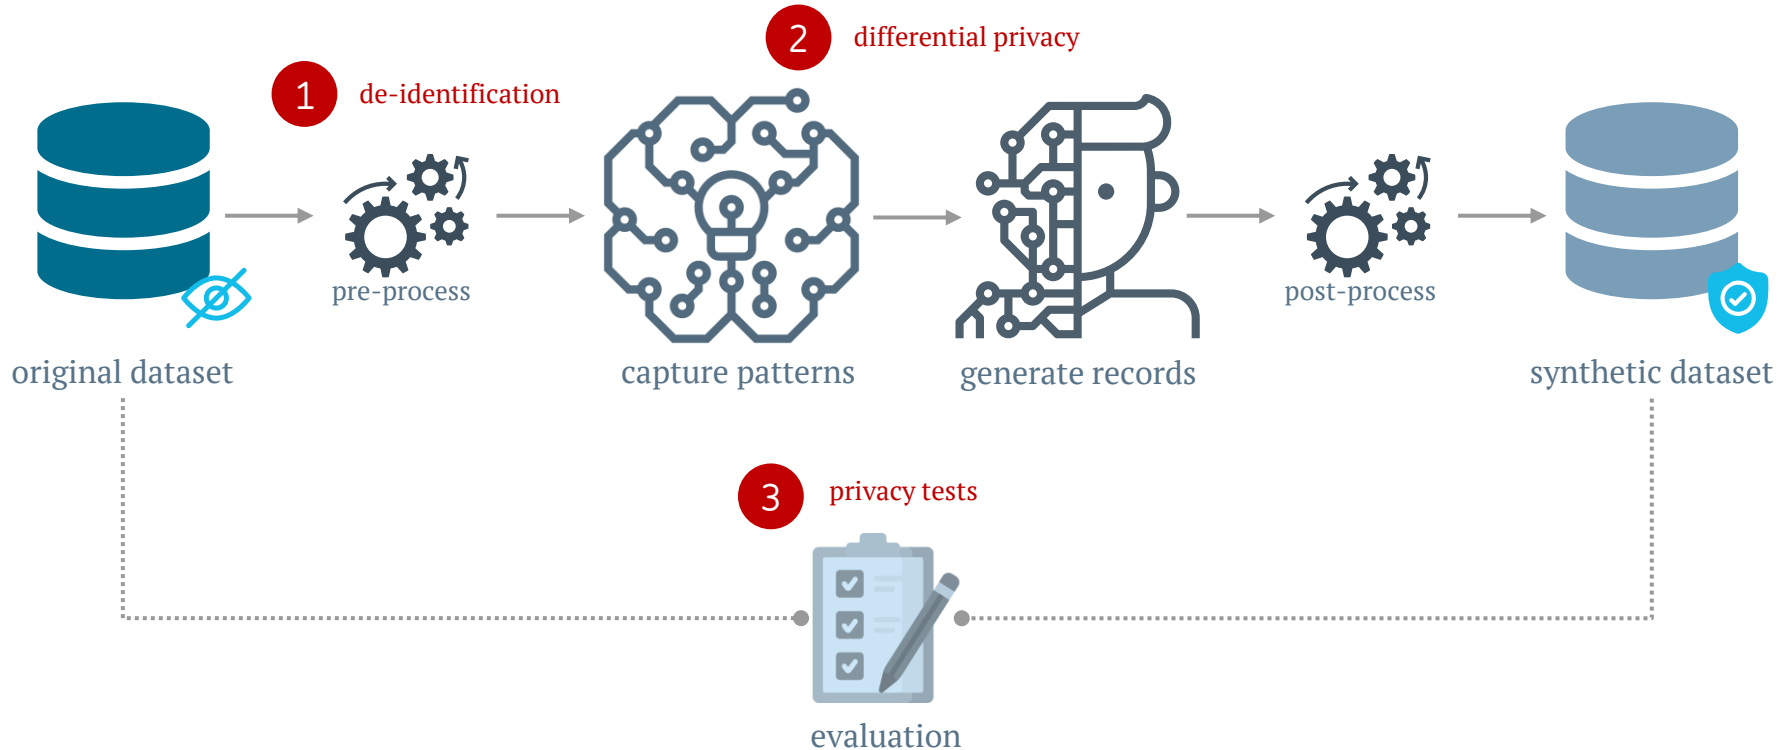 2 differential privacy
1 de-identification
pre-process
post-process
original dataset
capture patterns
generate records
synthetic dataset
3 privacy tests
evaluation